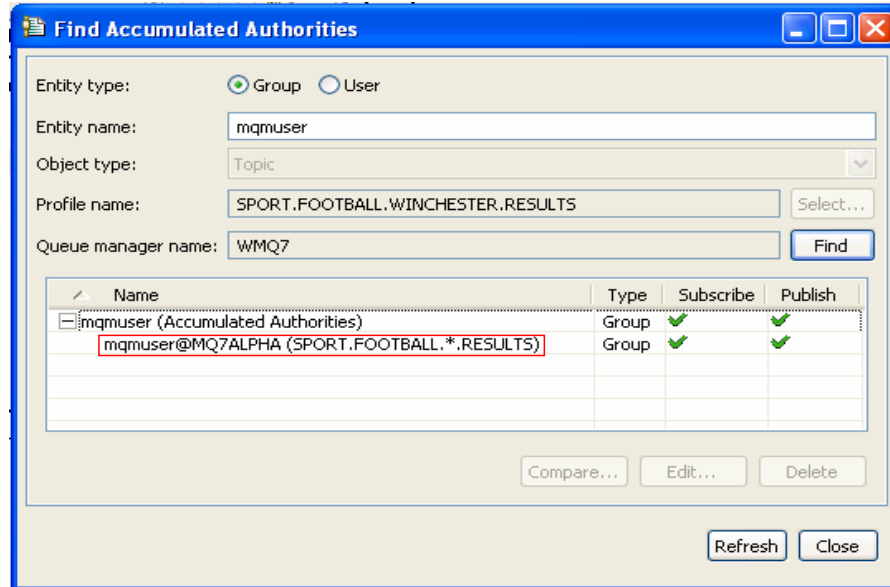 Find Accumulated Authorities
Entity type: Group User
Entity name: mqmuser
Object type: Topic
Profile name: SPORT.FOOTBALL.WINCHESTER.RESULTS Select...
Queue manager name: WMQ7 Find
Name Type Subscribe Publish
mqmuser (Accumulated Authorities) Group
mqmuser@MQ7ALPHA (SPORT.FOOTBALL.*.RESULTS) Group
Compare... Edit... Delete
Refresh Close